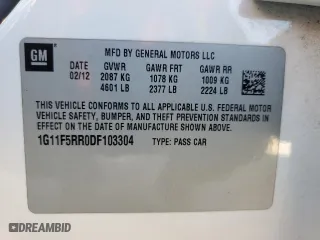 GM
MFD BY GENERAL MOTORS LLC
02/12 GVWR GAWR FRT GAWR RR
2087 KG 1078 KG 1009 KG
4601 LB 2377 LB 2224 LB
THIS VEHICLE CONFORMS TO ALL APPLICABLE U.S. FEDERAL MOTOR
VEHICLE SAFETY, BUMPER, AND THEFT PREVENTION STANDARDS
IN EFFECT ON THE DATE OF MANUFACTURE SHOWN ABOVE.
1G11F5RR0DF103304 TYPE: PASS CAR
© AUTOBIDMASTER